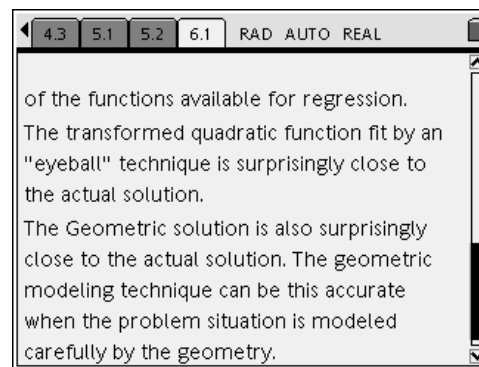 4.3 5.1 5.2 6.1 RAD AUTO REAL
of the functions available for regression.
The transformed quadratic function fit by an
"eyeball" technique is surprisingly close to
the actual solution.
The Geometric solution is also surprisingly
close to the actual solution. The geometric
modeling technique can be this accurate
when the problem situation is modeled
carefully by the geometry.